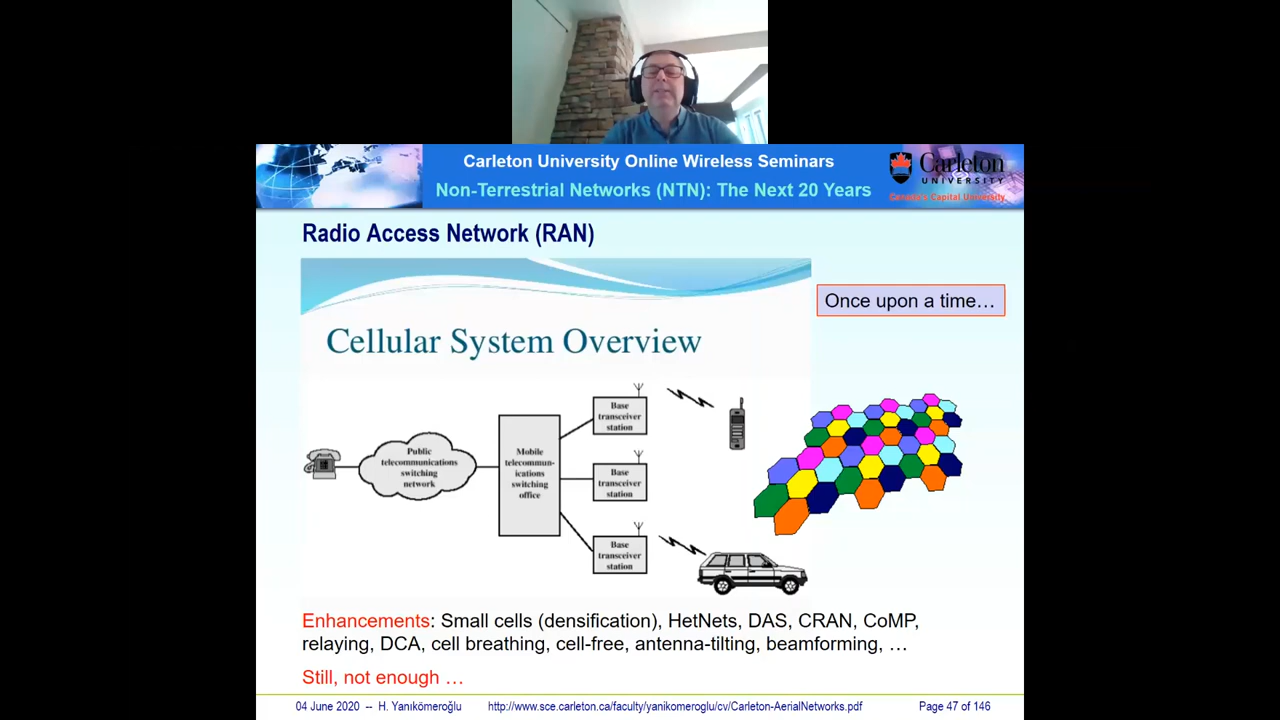 Carleton University Online Wireless Seminars
Non-Terrestrial Networks (NTN): The Next 20 Years
Carleton
UNIVERSITY
Canada's Capital University
Radio Access Network (RAN)
Once upon a time…
Cellular System Overview
Public
telecommunications
switching
network
Mobile
telecommun-
ications
switching
office
Base
transceiver
station
Base
transceiver
station
Base
transceiver
station
Enhancements: Small cells (densification), HetNets, DAS, CRAN, CoMP,
relaying, DCA, cell breathing, cell-free, antenna-tilting, beamforming, …
Still, not enough …
04 June 2020 -- H. Yanıkömeroğlu
http://www.sce.carleton.ca/faculty/yanikomeroglu/cv/Carleton-AerialNetworks.pdf
Page 47 of 146